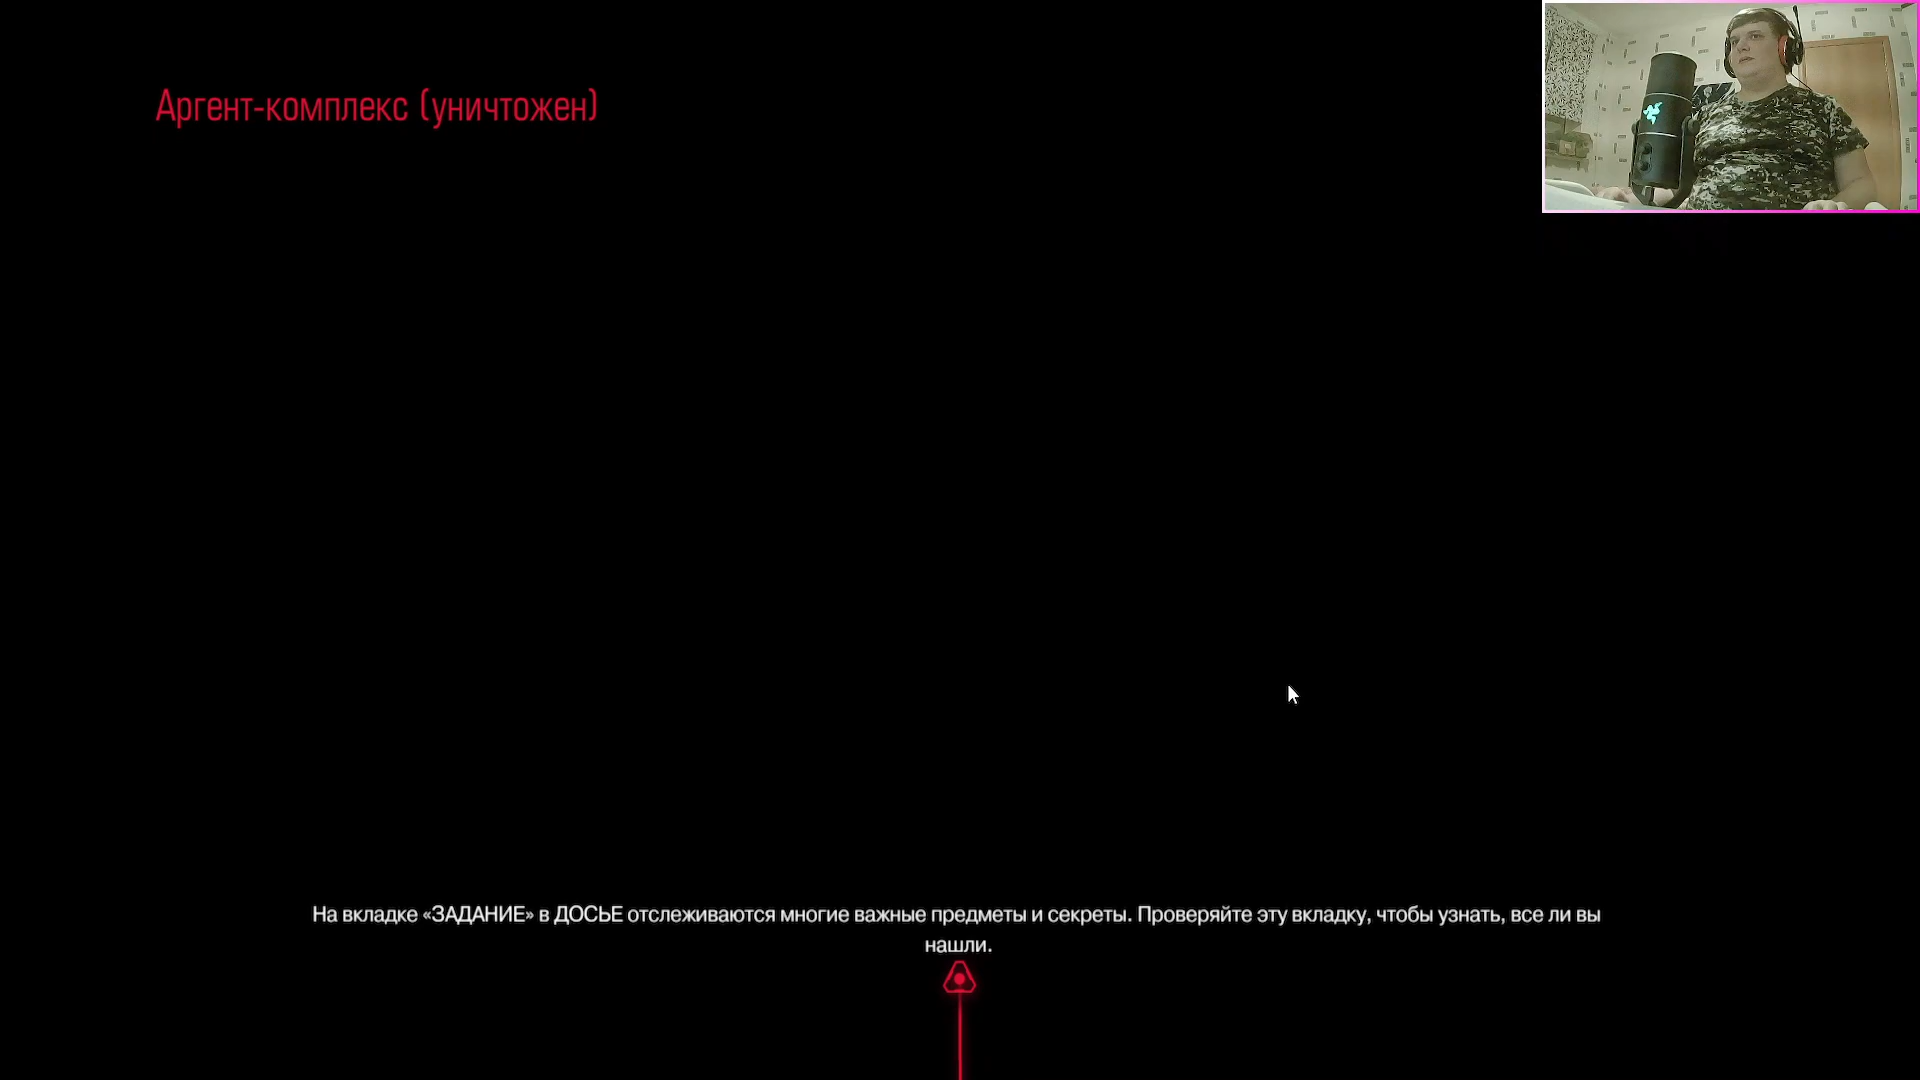 Аргент-комплекс (уничтожен)
На вкладке «ЗАДАНИЕ» в ДОСЬЕ отслеживаются многие важные предметы и секреты. Проверяйте эту вкладку, чтобы узнать, все ли вы
нашли.